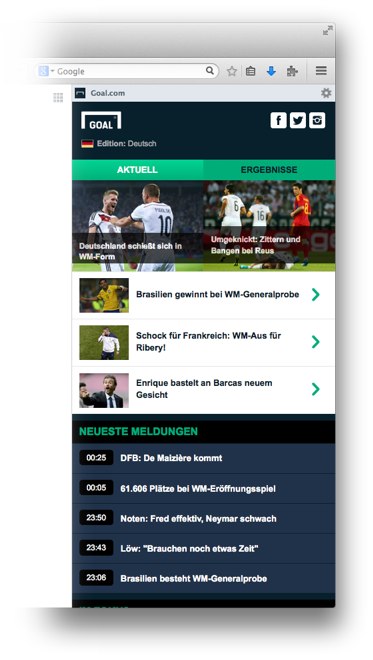 Google
Goal.com
GOAL
Edition: Deutsch
AKTUELL
ERGEBNISSE
Deutschland schießt sich in
WM-Form
Umgeknickt: Zittern und
Bangen bei Reus
Brasilien gewinnt bei WM-Generalprobe
Schock für Frankreich: WM-Aus für
Ribery!
Enrique bastelt an Barcas neuem
Gesicht
NEUESTE MELDUNGEN
00:25 DFB: De Maizière kommt
00:05 61.606 Plätze bei WM-Eröffnungsspiel
23:50 Noten: Fred effektiv, Neymar schwach
23:43 Löw: "Brauchen noch etwas Zeit"
23:06 Brasilien besteht WM-Generalprobe